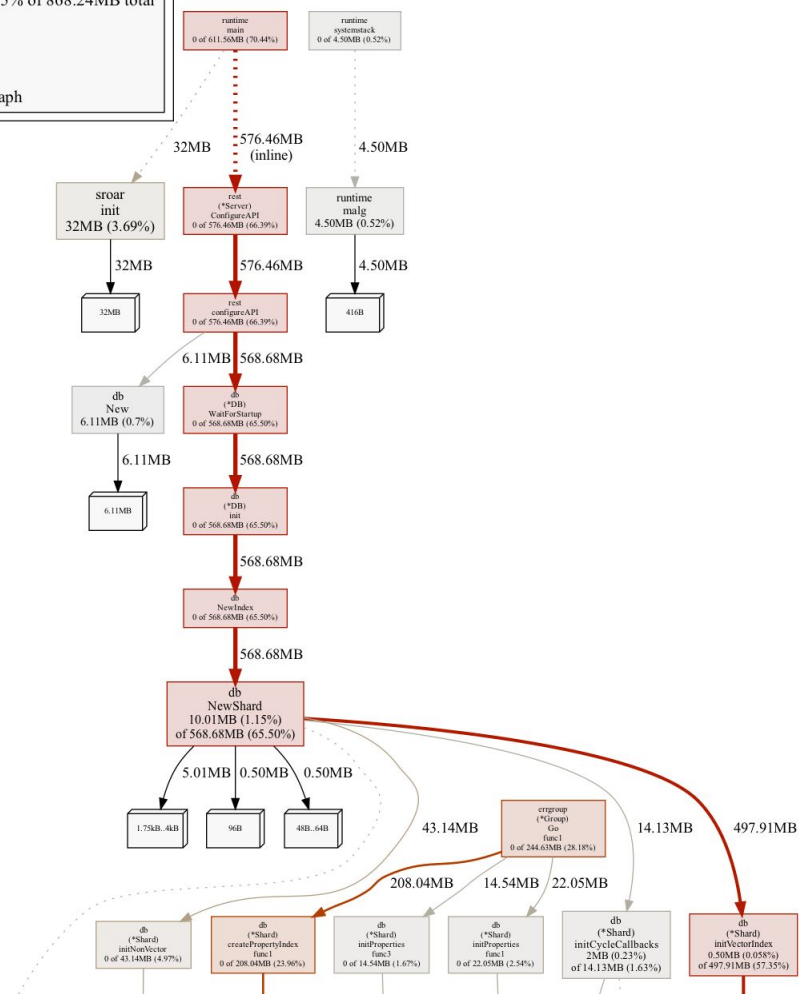 5% of 868.24MB total
aph
runtime
main
0 of 611.56MB (70.44%)
runtime
systemstack
0 of 4.50MB (0.52%)
32MB
576.46MB
(inline)
4.50MB
sroar
init
32MB (3.69%)
rest
(*Server)
ConfigureAPI
0 of 576.46MB (66.39%)
runtime
malg
4.50MB (0.52%)
32MB
576.46MB
4.50MB
32MB
rest
configureAPI
0 of 576.46MB (66.39%)
416B
6.11MB
568.68MB
db
New
6.11MB (0.7%)
db
(*DB)
WaitForStartup
0 of 568.68MB (65.50%)
6.11MB
568.68MB
6.11MB
db
(*DB)
init
0 of 568.68MB (65.50%)
568.68MB
db
NewIndex
0 of 568.68MB (65.50%)
568.68MB
db
NewShard
10.01MB (1.15%)
of 568.68MB (65.50%)
5.01MB
0.50MB
0.50MB
1.75kB..4kB
96B
48B..64B
43.14MB
errgroup
(*Group)
Go
func1
0 of 244.63MB (28.18%)
14.13MB
497.91MB
208.04MB
14.54MB
22.05MB
db
(*Shard)
initNonVector
0 of 43.14MB (4.97%)
db
(*Shard)
createPropertyIndex
func1
0 of 208.04MB (23.96%)
db
(*Shard)
initProperties
func3
0 of 14.54MB (1.67%)
db
(*Shard)
initProperties
func1
0 of 22.05MB (2.54%)
db
(*Shard)
initCycleCallbacks
2MB (0.23%)
of 14.13MB (1.63%)
db
(*Shard)
initVectorIndex
0.50MB (0.058%)
of 497.91MB (57.35%)